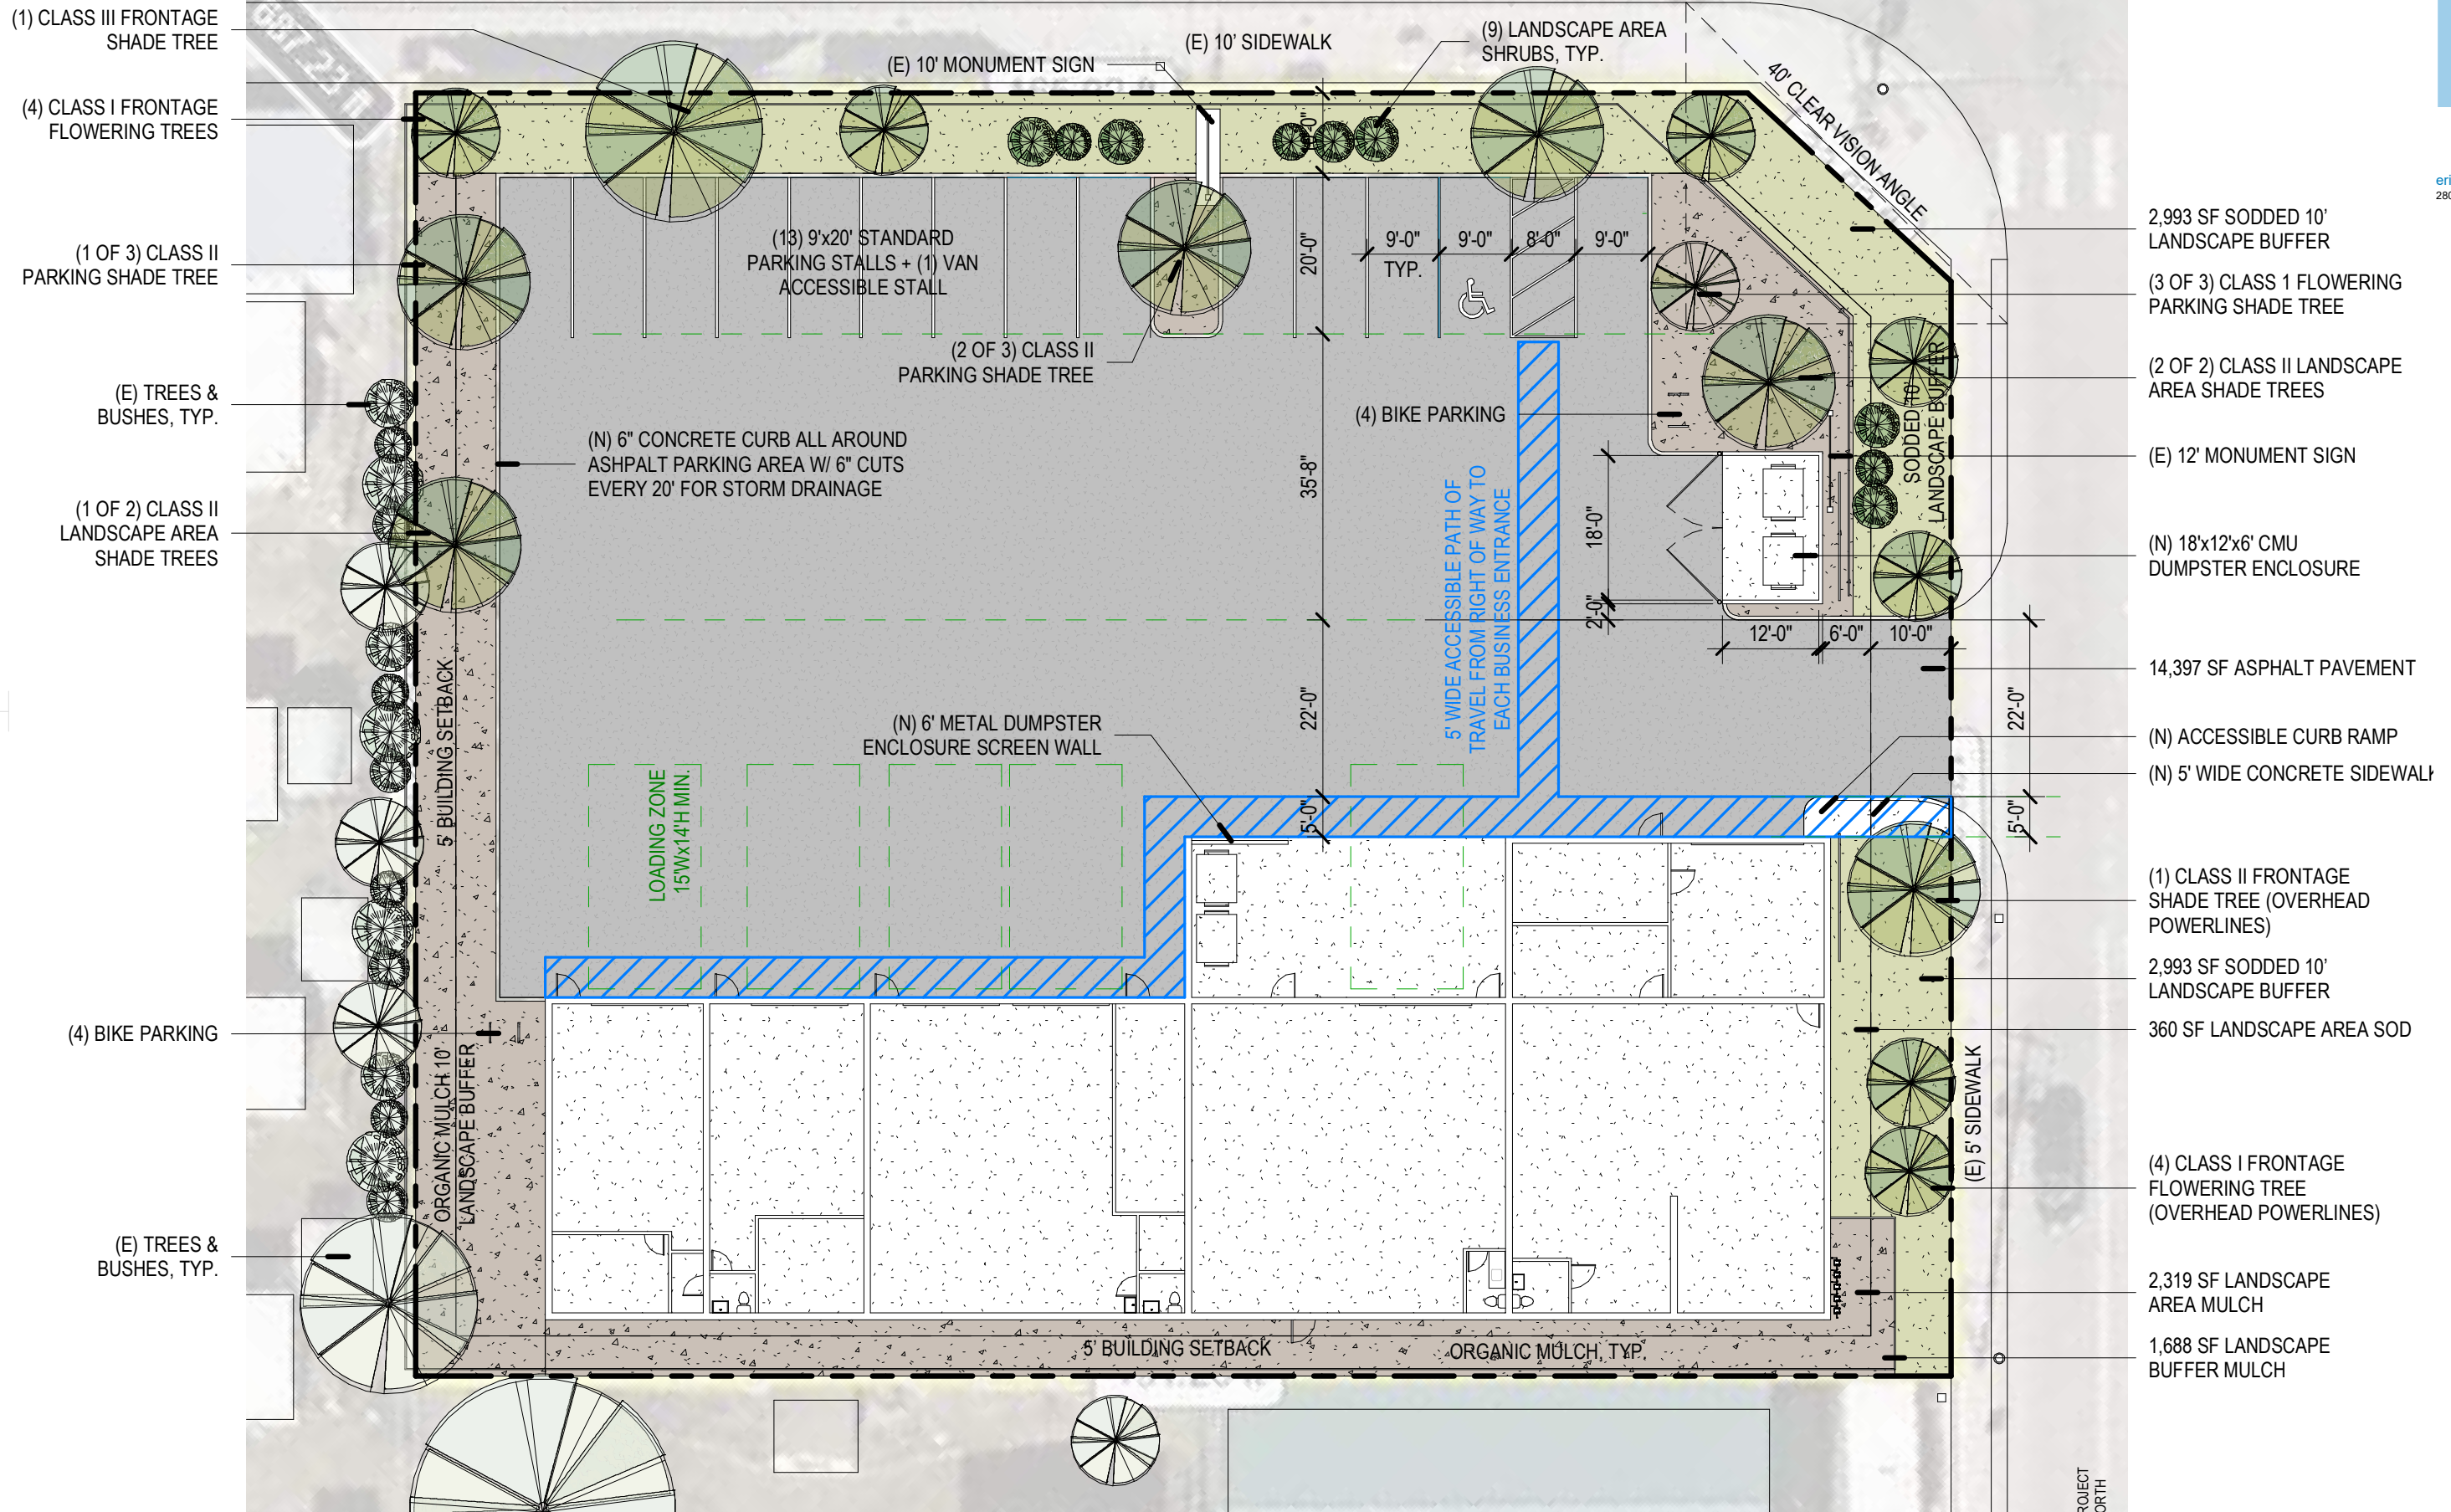 (1) CLASS III FRONTAGE
SHADE TREE
(4) CLASS I FRONTAGE
FLOWERING TREES
(1 OF 3) CLASS II
PARKING SHADE TREE
(E) TREES &
BUSHES, TYP.
(1 OF 2) CLASS II
LANDSCAPE AREA
SHADE TREES
(4) BIKE PARKING
(E) TREES &
BUSHES, TYP.
(E) 10' MONUMENT SIGN
(E) 10' SIDEWALK
(9) LANDSCAPE AREA
SHRUBS, TYP.
40' CLEAR VISION ANGLE
(13) 9'x20' STANDARD
PARKING STALLS + (1) VAN
ACCESSIBLE STALL
20'-0"
9'-0"
TYP.
9'-0"
8'-0"
9'-0"
(2 OF 3) CLASS II
PARKING SHADE TREE
(4) BIKE PARKING
(N) 6" CONCRETE CURB ALL AROUND
ASHPALT PARKING AREA W/ 6" CUTS
EVERY 20' FOR STORM DRAINAGE
35'-8"
5' WIDE ACCESSIBLE PATH OF
TRAVEL FROM RIGHT OF WAY TO
EACH BUSINESS ENTRANCE
18'-0"
2'-0"
12'-0"
6'-0"
10'-0"
SODDED 10'
LANDSCAPE BUFFER
22'-0"
22'-0"
5'-0"
5'-0"
(N) 6' METAL DUMPSTER
ENCLOSURE SCREEN WALL
LOADING ZONE
15'Wx14'H MIN.
5' BUILDING SETBACK
ORGANIC MULCH 10'
LANDSCAPE BUFFER
5' BUILDING SETBACK
ORGANIC MULCH, TYP.
(E) 5' SIDEWALK
2,993 SF SODDED 10'
LANDSCAPE BUFFER
(3 OF 3) CLASS 1 FLOWERING
PARKING SHADE TREE
(2 OF 2) CLASS II LANDSCAPE
AREA SHADE TREES
(E) 12' MONUMENT SIGN
(N) 18'x12'x6' CMU
DUMPSTER ENCLOSURE
14,397 SF ASPHALT PAVEMENT
(N) ACCESSIBLE CURB RAMP
(N) 5' WIDE CONCRETE SIDEWALK
(1) CLASS II FRONTAGE
SHADE TREE (OVERHEAD
POWERLINES)
2,993 SF SODDED 10'
LANDSCAPE BUFFER
360 SF LANDSCAPE AREA SOD
(4) CLASS I FRONTAGE
FLOWERING TREE
(OVERHEAD POWERLINES)
2,319 SF LANDSCAPE
AREA MULCH
1,688 SF LANDSCAPE
BUFFER MULCH
eri
280
ROJECT
ORTH